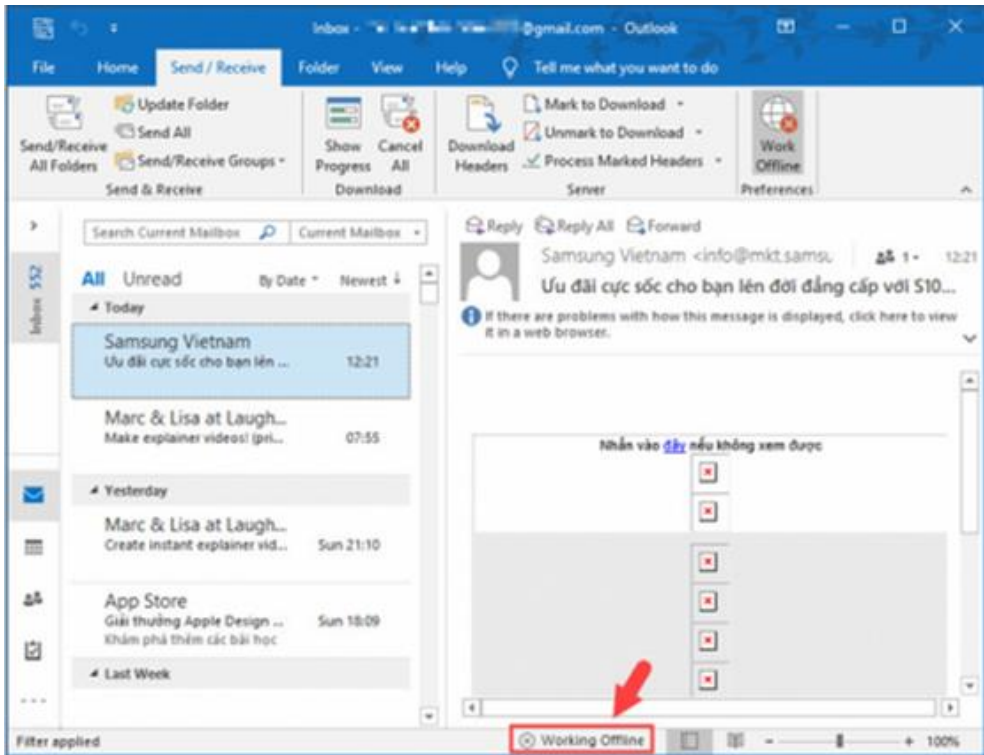 Inbox - @gmail.com - Outlook
File Home Send / Receive Folder View Help Tell me what you want to do
Send/Receive All Folders
Update Folder
Send All
Send/Receive Groups
Send & Receive
Show Progress
Cancel All
Download
Download Headers
Mark to Download
Unmark to Download
Process Marked Headers
Server
Work Offline
Preferences
Inbox 552
Search Current Mailbox Current Mailbox
All Unread By Date Newest ↓
Today
Samsung Vietnam
Ưu đãi cực sốc cho bạn lên ... 12:21
Marc & Lisa at Laugh...
Make explainer videos! (pri... 07:55
Yesterday
Marc & Lisa at Laugh...
Create instant explainer vid... Sun 21:10
App Store
Giải thưởng Apple Design ... Sun 18:09
Khám phá thêm các bài học
Last Week
Reply Reply All Forward
Samsung Vietnam <info@mkt.samsu 1 12:21
Ưu đãi cực sốc cho bạn lên đời đẳng cấp với S10...
If there are problems with how this message is displayed, click here to view
it in a web browser.
Nhấn vào đây nếu không xem được
Filter applied Working Offline - + 100%